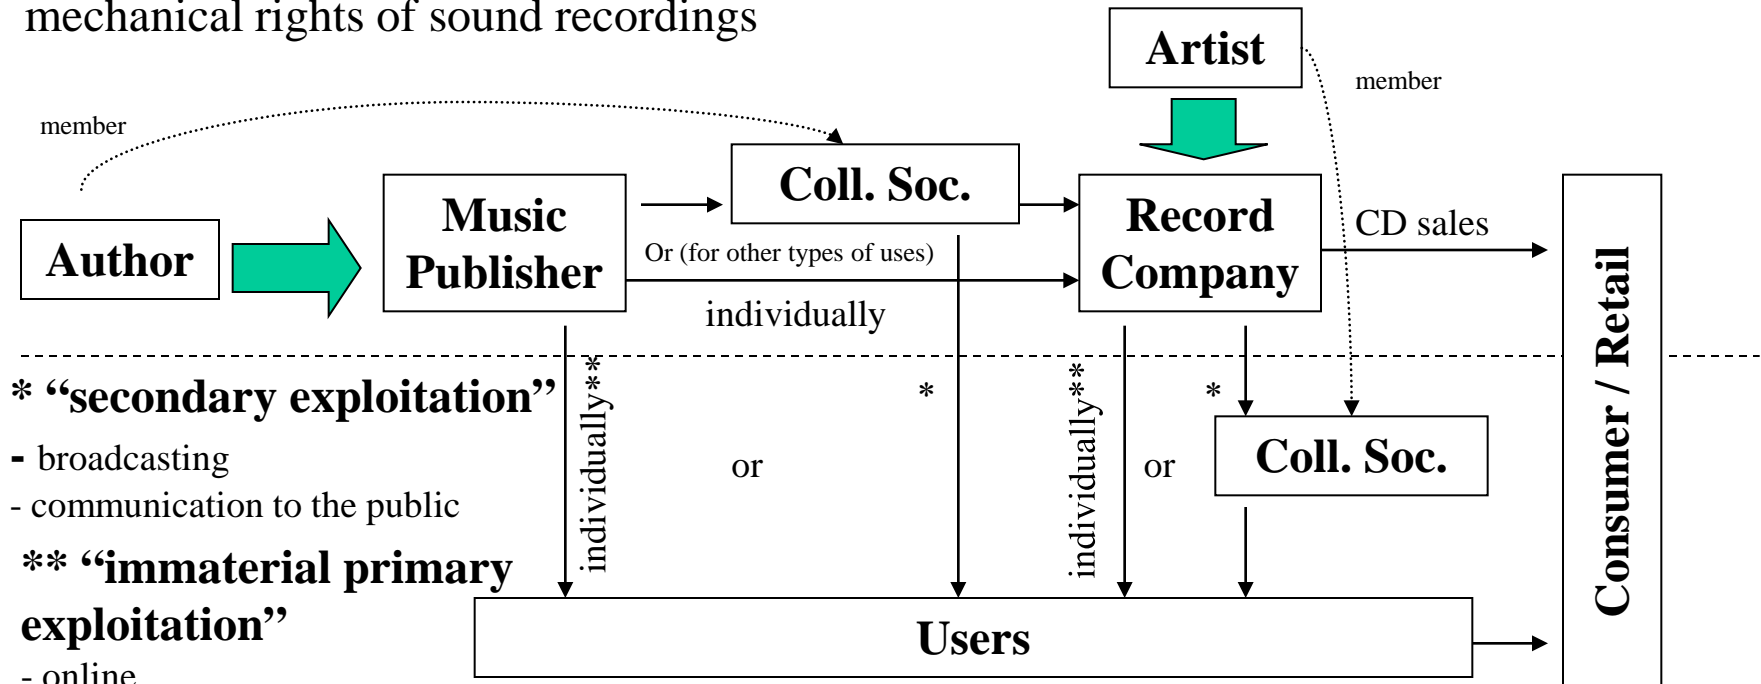 mechanical rights of sound recordings
Artist
member
member
Coll. Soc.
Music
Publisher
Record
Company
Author
CD sales
Or (for other types of uses)
individually
Consumer / Retail
* “secondary exploitation”
- broadcasting
- communication to the public
individually**
or
*
individually**
or
*
Coll. Soc.
** “immaterial primary
exploitation”
- online
Users